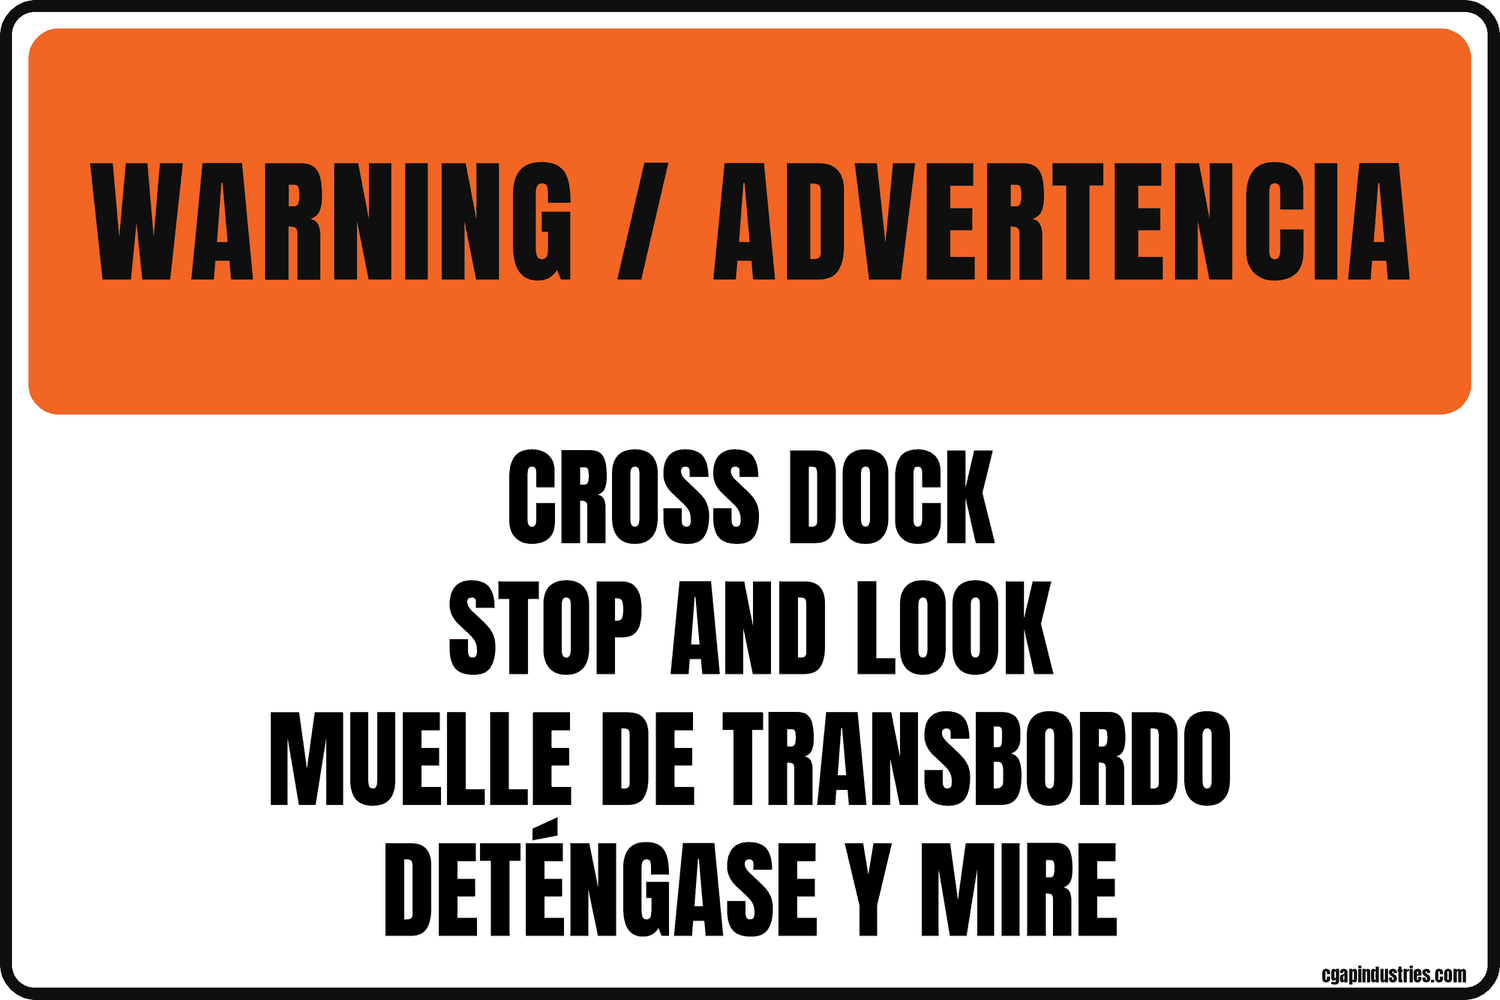 WARNING / ADVERTENCIA
CROSS DOCK
STOP AND LOOK
MUELLE DE TRANSBORDO
DETÉNGASE Y MIRE
cgapindustries.com